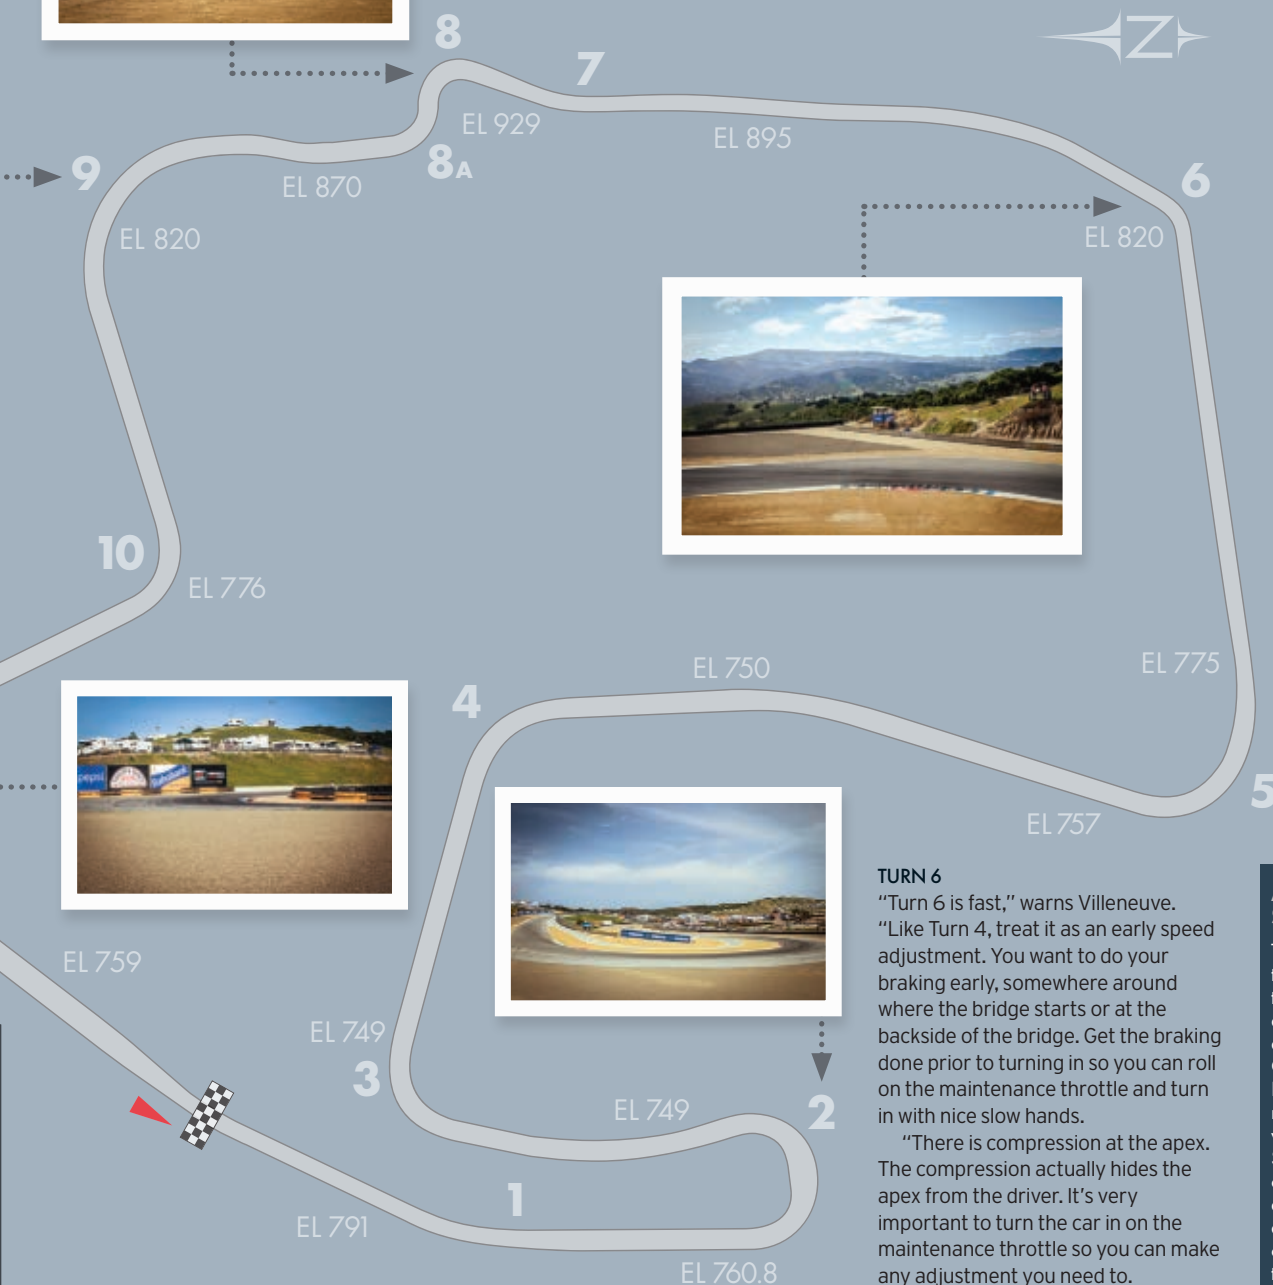 8
7
Z
EL 929
EL 895
8A
9
EL 870
6
EL 820
EL 820
10
EL 776
EL 775
EL 750
4
pepsi
5
EL 757
TURN 6
“Turn 6 is fast,” warns Villeneuve.
“Like Turn 4, treat it as an early speed
adjustment. You want to do your
braking early, somewhere around
where the bridge starts or at the
backside of the bridge. Get the braking
done prior to turning in so you can roll
on the maintenance throttle and turn
in with nice slow hands.
“There is compression at the apex.
The compression actually hides the
apex from the driver. It’s very
important to turn the car in on the
maintenance throttle so you can make
any adjustment you need to.
EL 759
EL 749
3
EL 749
2
1
EL 791
EL 760.8